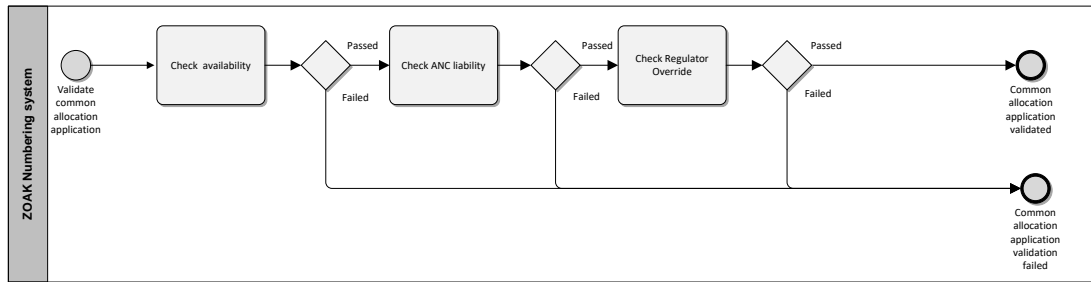 ZOAK Numbering system
Validate
common
allocation
application
Check  availability
Passed
Failed
Check ANC liability
Passed
Failed
Check Regulator
Override
Passed
Failed
Common
allocation
application
validated
Common
allocation
application
validation
failed